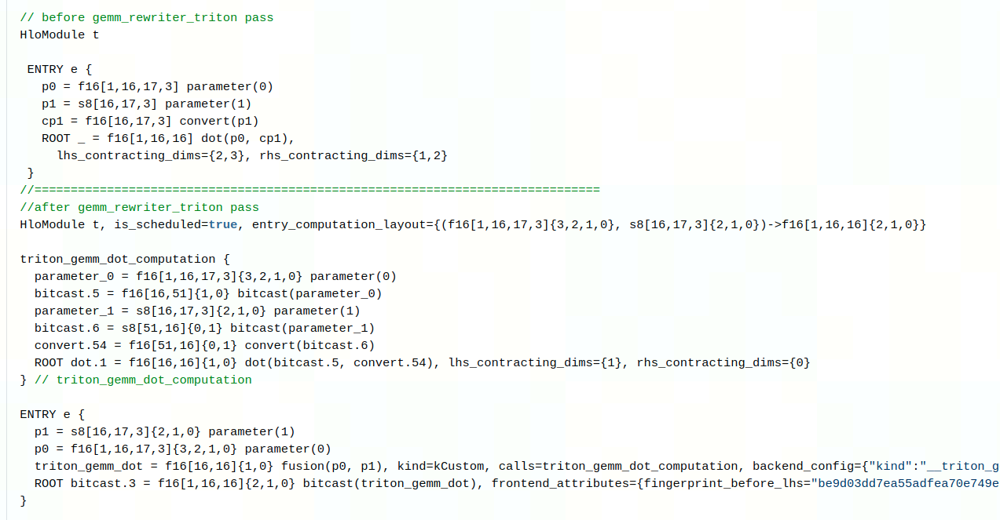 // before gemm_rewriter_triton pass
HloModule t
ENTRY e {
p0 = f16[1,16,17,3] parameter(0)
p1 = s8[16,17,3] parameter(1)
cp1 = f16[16,17,3] convert(p1)
ROOT _ = f16[1,16,16] dot(p0, cp1),
lhs_contracting_dims={2,3}, rhs_contracting_dims={1,2}
}
//==============================================================================
//after gemm_rewriter_triton pass
HloModule t, is_scheduled=true, entry_computation_layout={(f16[1,16,17,3]{3,2,1,0}, s8[16,17,3]{2,1,0})->f16[1,16,16]{2,1,0}}
triton_gemm_dot_computation {
parameter_0 = f16[1,16,17,3]{3,2,1,0} parameter(0)
bitcast.5 = f16[16,51]{1,0} bitcast(parameter_0)
parameter_1 = s8[16,17,3]{2,1,0} parameter(1)
bitcast.6 = s8[51,16]{0,1} bitcast(parameter_1)
convert.54 = f16[51,16]{0,1} convert(bitcast.6)
ROOT dot.1 = f16[16,16]{1,0} dot(bitcast.5, convert.54), lhs_contracting_dims={1}, rhs_contracting_dims={0}
} // triton_gemm_dot_computation
ENTRY e {
p1 = s8[16,17,3]{2,1,0} parameter(1)
p0 = f16[1,16,17,3]{3,2,1,0} parameter(0)
triton_gemm_dot = f16[16,16]{1,0} fusion(p0, p1), kind=kCustom, calls=triton_gemm_dot_computation, backend_config={"kind":"__triton_g
ROOT bitcast.3 = f16[1,16,16]{2,1,0} bitcast(triton_gemm_dot), frontend_attributes={fingerprint_before_lhs="be9d03dd7ea55adfea70e749e
}